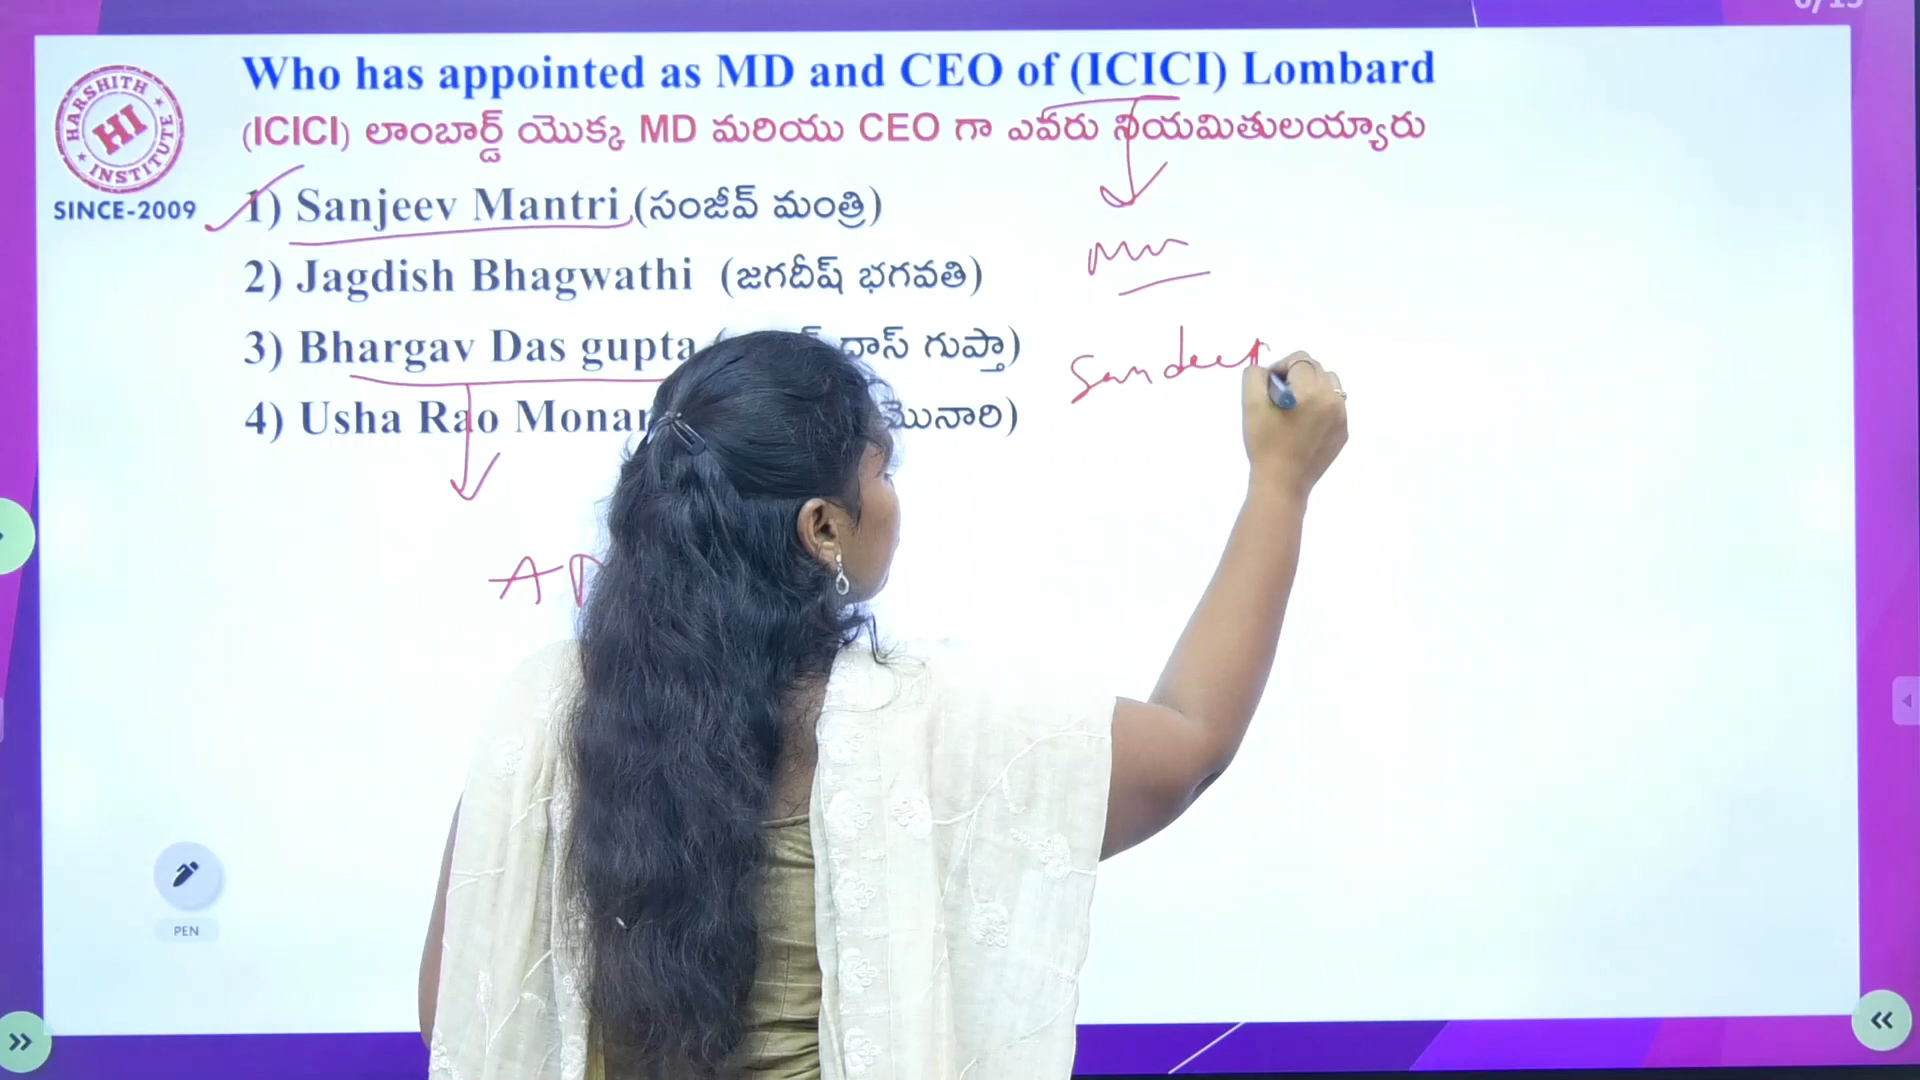 6/15
Who has appointed as MD and CEO of (ICICI) Lombard
(ICICI) లాంబార్డ్ యొక్క MD మరియు CEO గా ఎవరు నియమితులయ్యారు
HARSHITH
HI
INSTITUTE
SINCE-2009
1) Sanjeev Mantri (సంజీవ్ మంత్రి)
2) Jagdish Bhagwathi (జగదీష్ భగవతి)
3) Bhargav Das gupta దాస్ గుప్తా)
4) Usha Rao మొనారి)
Sandeep
PEN